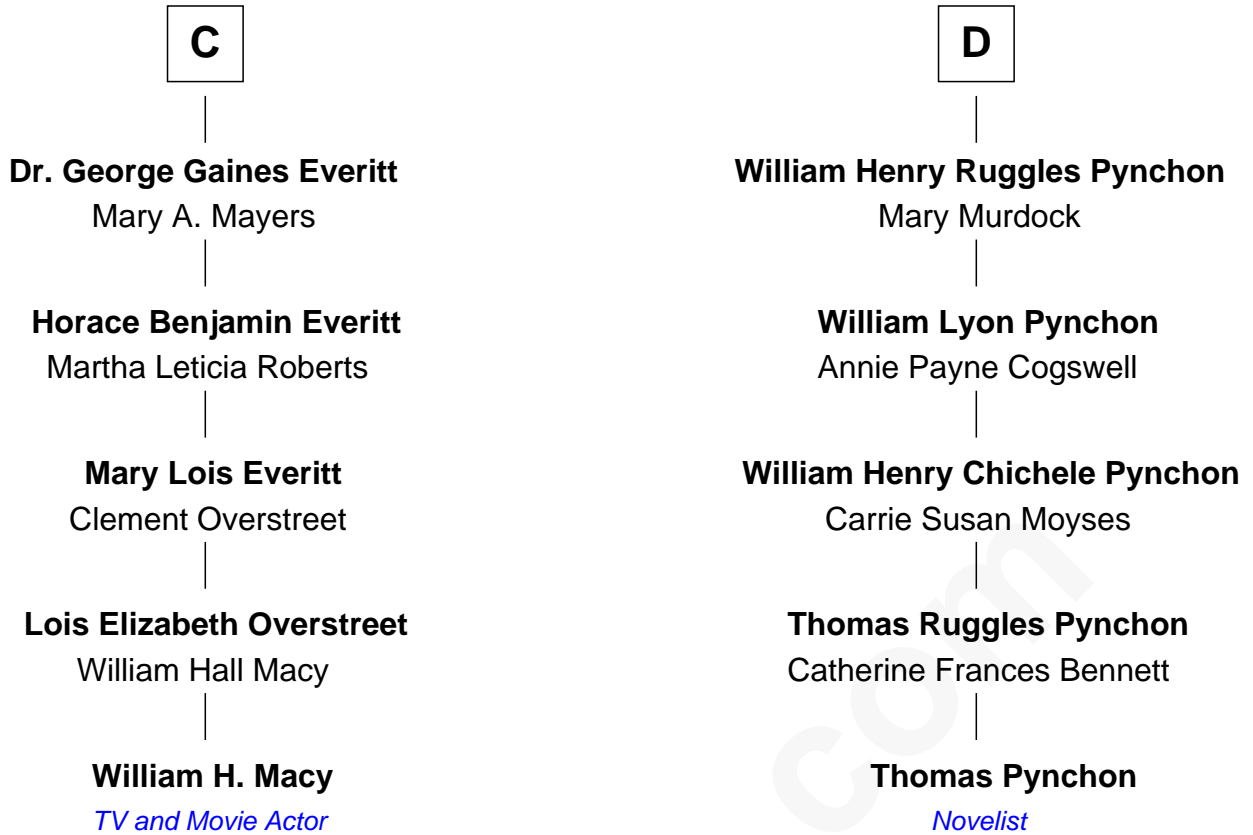 C
Dr. George Gaines Everitt
Mary A. Mayers
Horace Benjamin Everitt
Martha Leticia Roberts
Mary Lois Everitt
Clement Overstreet
Lois Elizabeth Overstreet
William Hall Macy
William H. Macy
TV and Movie Actor
D
William Henry Ruggles Pynchon
Mary Murdock
William Lyon Pynchon
Annie Payne Cogswell
William Henry Chichele Pynchon
Carrie Susan Moyses
Thomas Ruggles Pynchon
Catherine Frances Bennett
Thomas Pynchon
Novelist
com